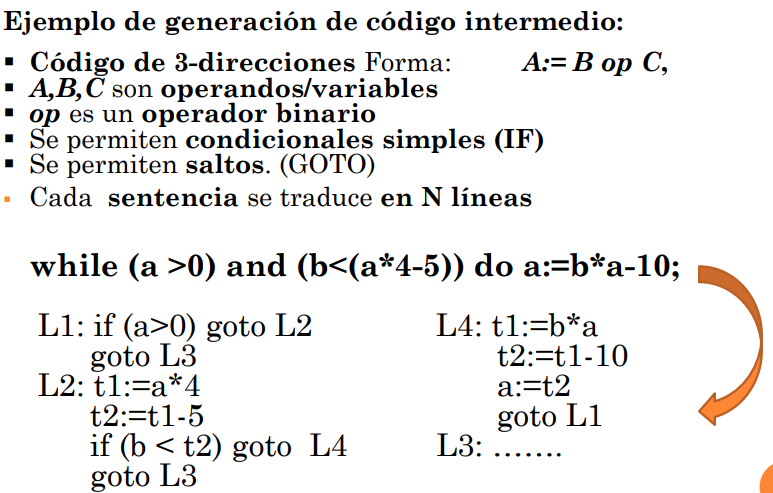 Ejemplo de generación de código intermedio:
▪ Código de 3-direcciones Forma: A:= B op C,
▪ A,B,C son operandos/variables
▪ op es un operador binario
▪ Se permiten condicionales simples (IF)
▪ Se permiten saltos. (GOTO)
▪ Cada sentencia se traduce en N líneas
while (a >0) and (b<(a*4-5)) do a:=b*a-10;
L1: if (a>0) goto L2
goto L3
L2: t1:=a*4
t2:=t1-5
if (b < t2) goto L4
goto L3
L4: t1:=b*a
t2:=t1-10
a:=t2
goto L1
L3: .......